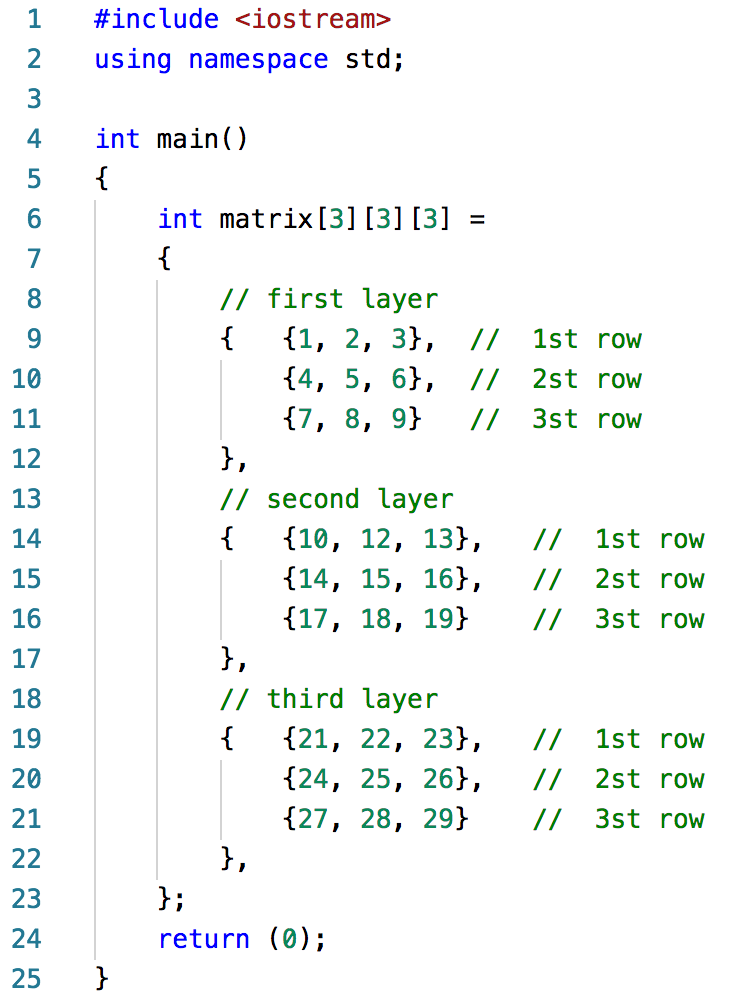 1 #include <iostream>
2 using namespace std;
3
4 int main()
5 {
6     int matrix[3][3][3] =
7     {
8         // first layer
9         {   {1, 2, 3},  //  1st row
10             {4, 5, 6},  //  2st row
11             {7, 8, 9}   //  3st row
12         },
13         // second layer
14         {   {10, 12, 13},   //  1st row
15             {14, 15, 16},   //  2st row
16             {17, 18, 19}    //  3st row
17         },
18         // third layer
19         {   {21, 22, 23},   //  1st row
20             {24, 25, 26},   //  2st row
21             {27, 28, 29}    //  3st row
22         },
23     };
24     return (0);
25 }